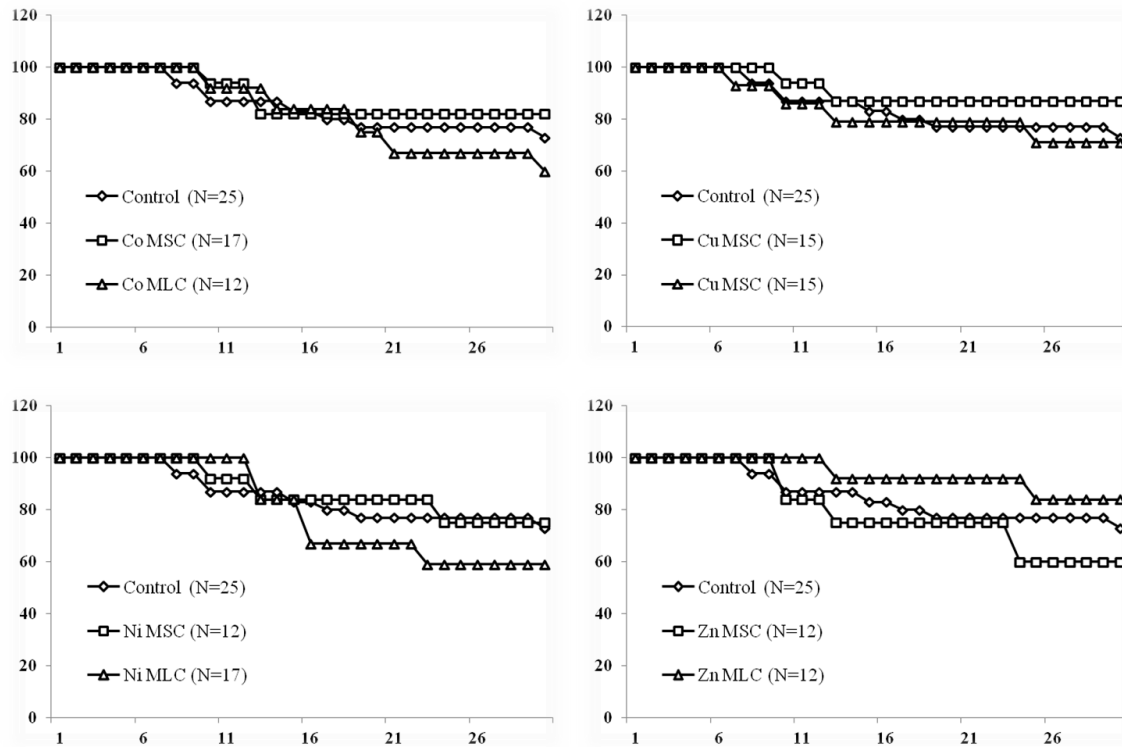 120
100
80
60
40
20
0
1 6 11 16 21 26
Control (N=25)
Co MSC (N=17)
Co MLC (N=12)
120
100
80
60
40
20
0
1 6 11 16 21 26
Control (N=25)
Cu MSC (N=15)
Cu MSC (N=15)
120
100
80
60
40
20
0
1 6 11 16 21 26
Control (N=25)
Ni MSC (N=12)
Ni MLC (N=17)
120
100
80
60
40
20
0
1 6 11 16 21 26
Control (N=25)
Zn MSC (N=12)
Zn MLC (N=12)